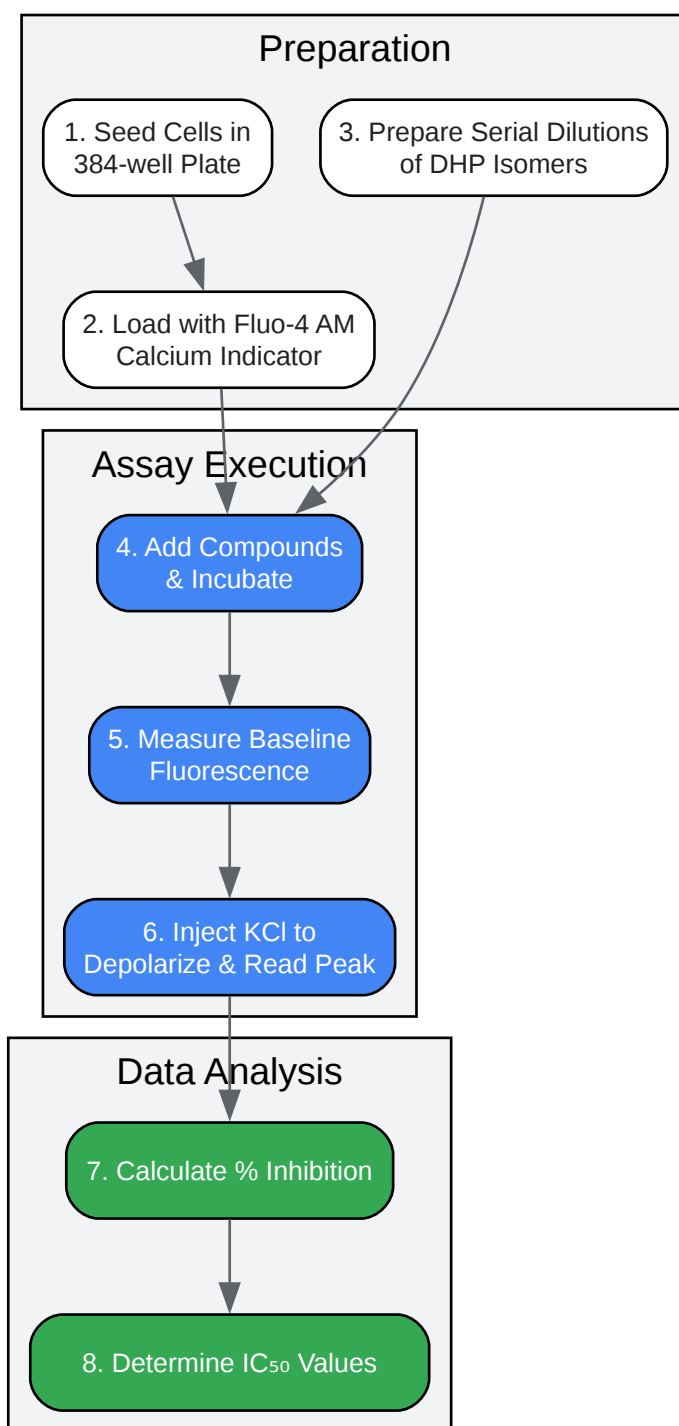 Preparation
1. Seed Cells in
384-well Plate
3. Prepare Serial Dilutions
of DHP Isomers
2. Load with Fluo-4 AM
Calcium Indicator
Assay Execution
4. Add Compounds
& Incubate
5. Measure Baseline
Fluorescence
6. Inject KCl to
Depolarize & Read Peak
Data Analysis
7. Calculate % Inhibition
8. Determine IC₅₀ Values